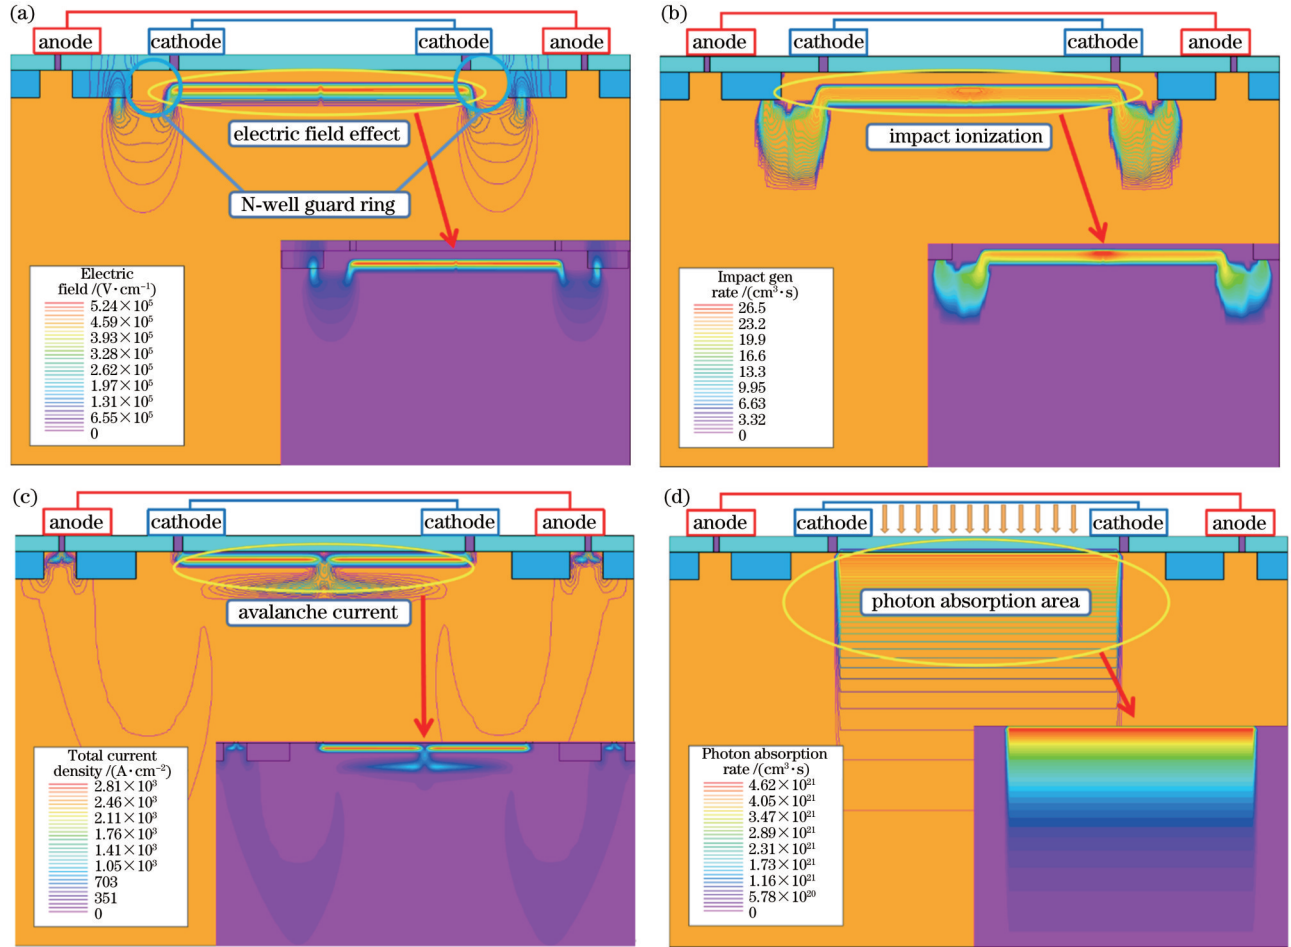 (a)
anode
cathode
cathode
anode
electric field effect
N-well guard ring
Electric
field /(V·cm⁻¹)
5.24×10⁵
4.59×10⁵
3.93×10⁵
3.28×10⁵
2.62×10⁵
1.97×10⁵
1.31×10⁵
6.55×10⁵
0
(b)
anode
cathode
cathode
anode
impact ionization
Impact gen
rate /(cm³·s)
26.5
23.2
19.9
16.6
13.3
9.95
6.63
3.32
0
(c)
anode
cathode
cathode
anode
avalanche current
Total current
density /(A·cm⁻²)
2.81×10³
2.46×10³
2.11×10³
1.76×10³
1.41×10³
1.05×10³
703
351
0
(d)
anode
cathode
cathode
anode
photon absorption area
Photon absorption
rate /(cm³·s)
4.62×10²¹
4.05×10²¹
3.47×10²¹
2.89×10²¹
2.31×10²¹
1.73×10²¹
1.16×10²¹
5.78×10²⁰
0